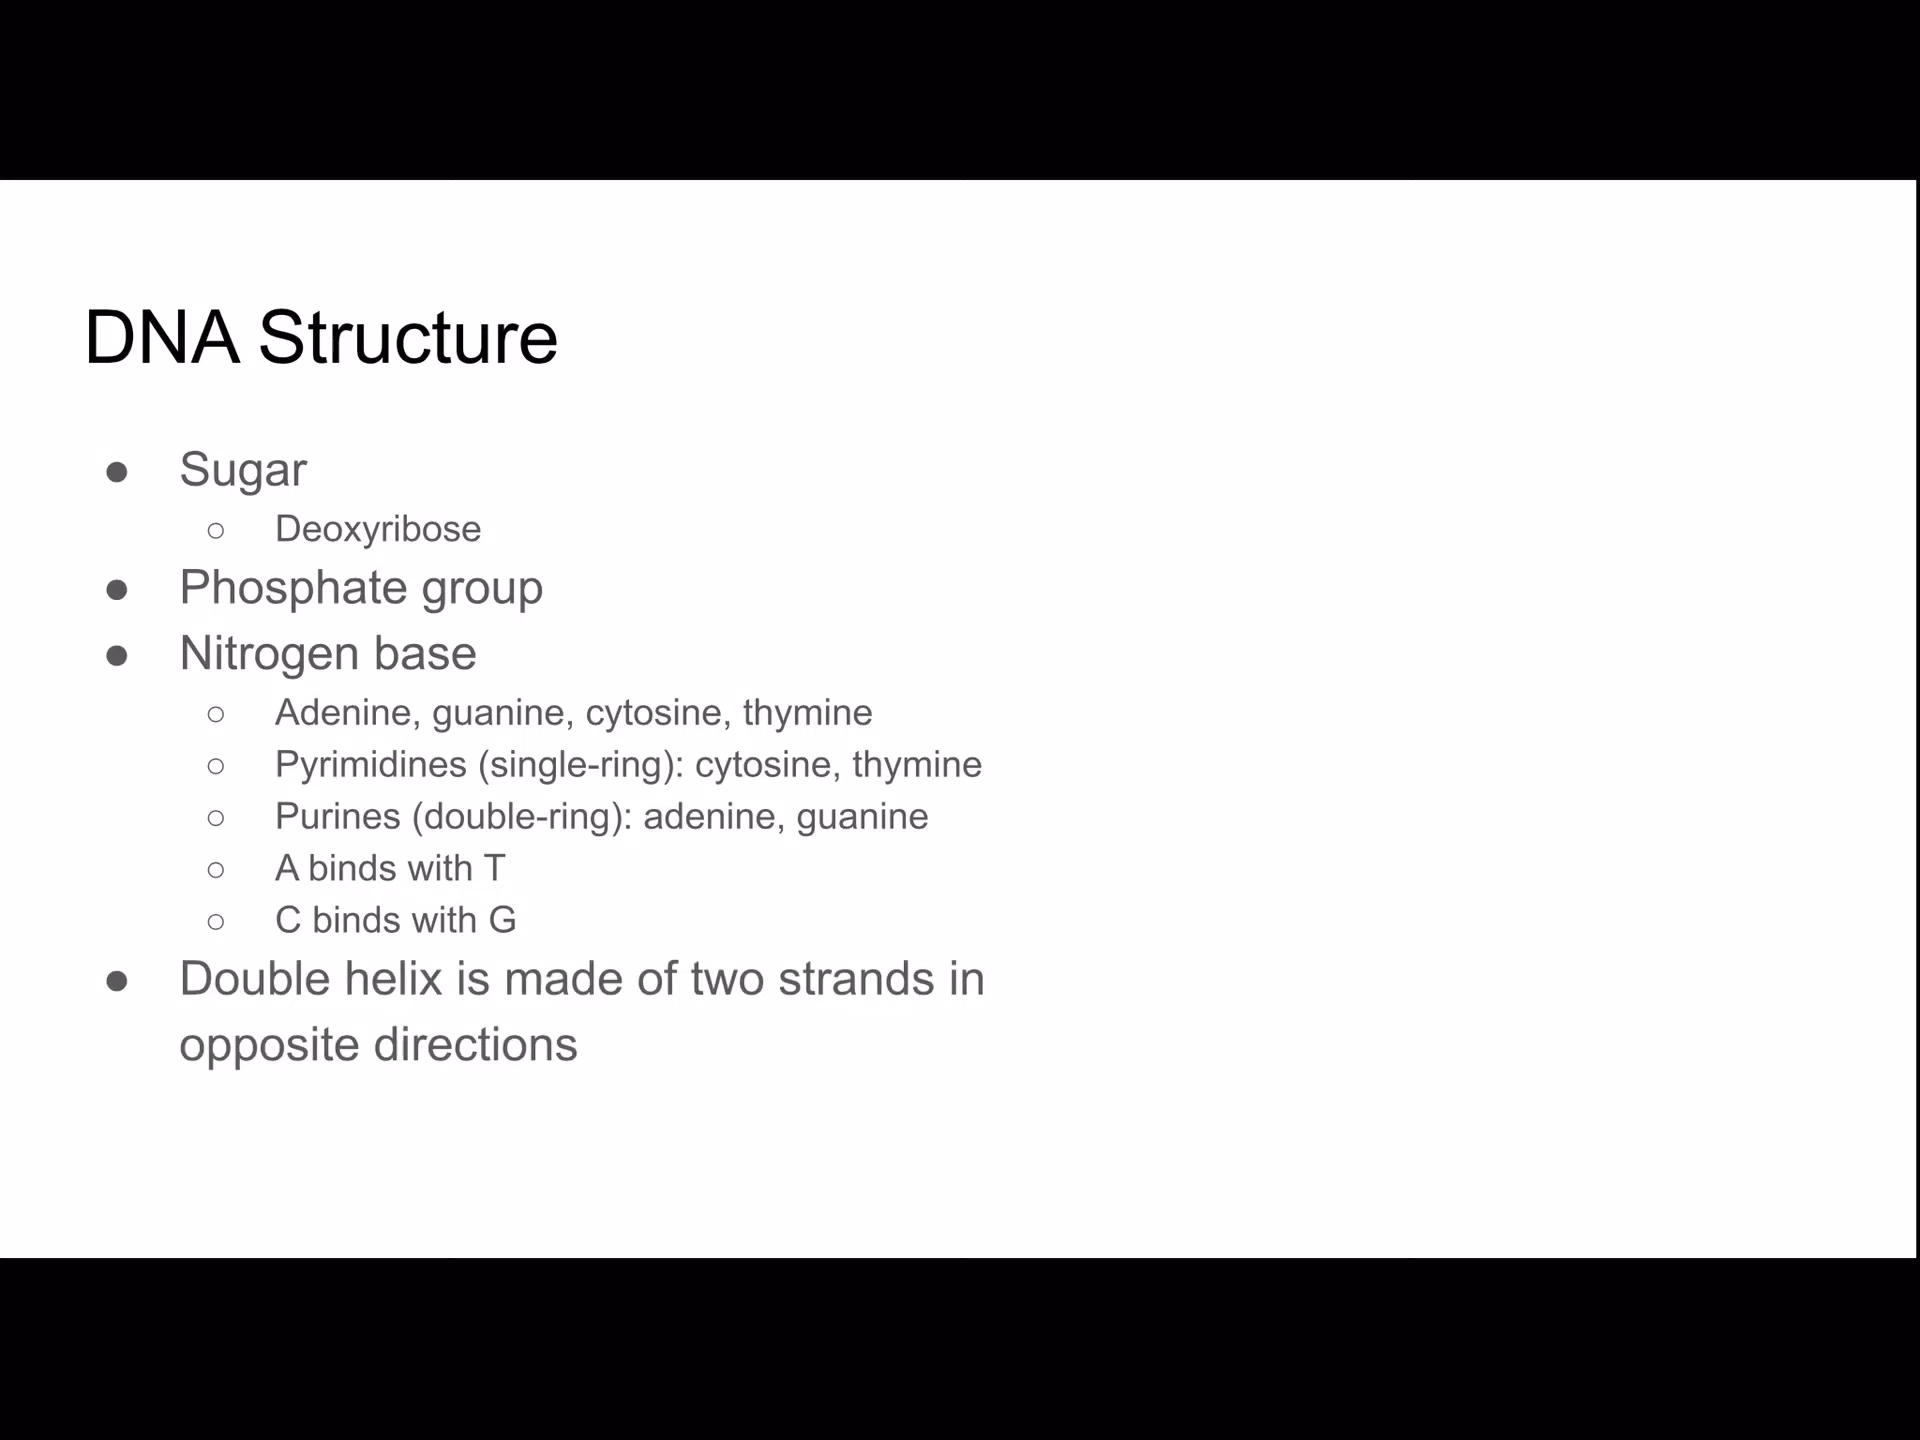 DNA Structure
● Sugar
○ Deoxyribose
● Phosphate group
● Nitrogen base
○ Adenine, guanine, cytosine, thymine
○ Pyrimidines (single-ring): cytosine, thymine
○ Purines (double-ring): adenine, guanine
○ A binds with T
○ C binds with G
● Double helix is made of two strands in
opposite directions